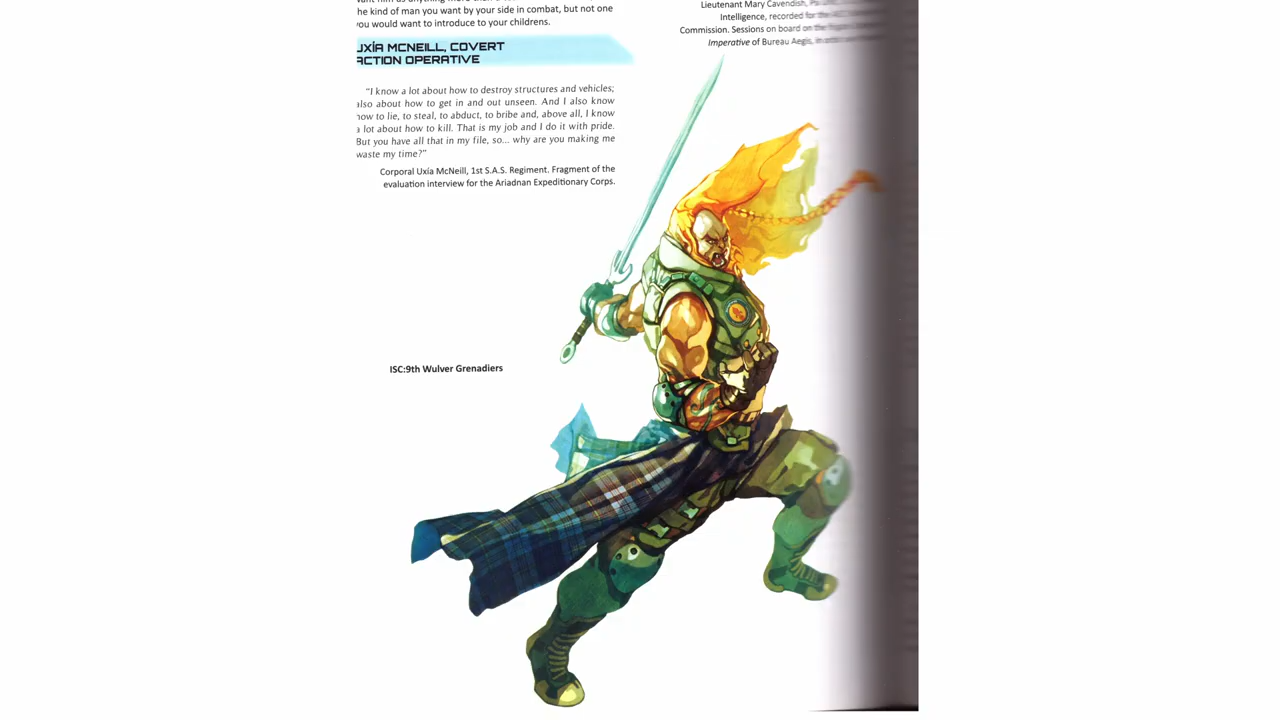 he kind of man you want by your side in combat, but not one
you would want to introduce to your childrens.
UXÍA MCNEILL, COVERT
ACTION OPERATIVE
"I know a lot about how to destroy structures and vehicles;
also about how to get in and out unseen. And I also know
how to lie, to steal, to abduct, to bribe and, above all, I know
a lot about how to kill. That is my job and I do it with pride.
But you have all that in my file, so... why are you making me
waste my time?"
Corporal Uxía McNeill, 1st S.A.S. Regiment. Fragment of the
evaluation interview for the Ariadnan Expeditionary Corps.
Lieutenant Mary Cavendish,
Intelligence, recorded for the
Commission. Sessions on board
Imperative of Bureau Aegis,
ISC:9th Wulver Grenadiers